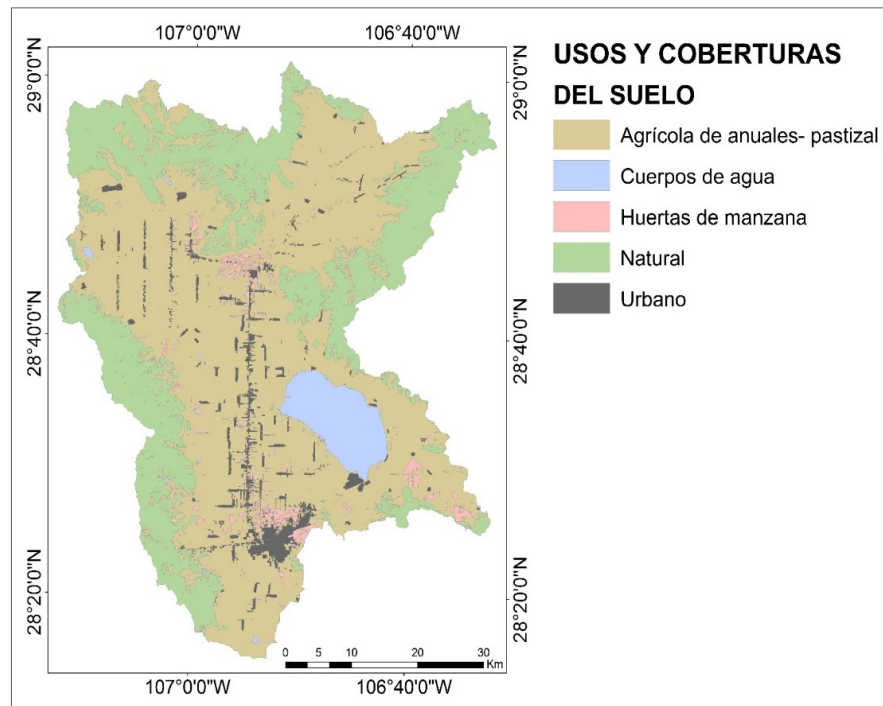 107°0'0"W 106°40'0"W
29°0'0"N
29°0'0"N
28°40'0"N
28°40'0"N
28°20'0"N
28°20'0"N
USOS Y COBERTURAS
DEL SUELO
Agrícola de anuales- pastizal
Cuerpos de agua
Huertas de manzana
Natural
Urbano
0 5 10 20 30
Km
107°0'0"W 106°40'0"W